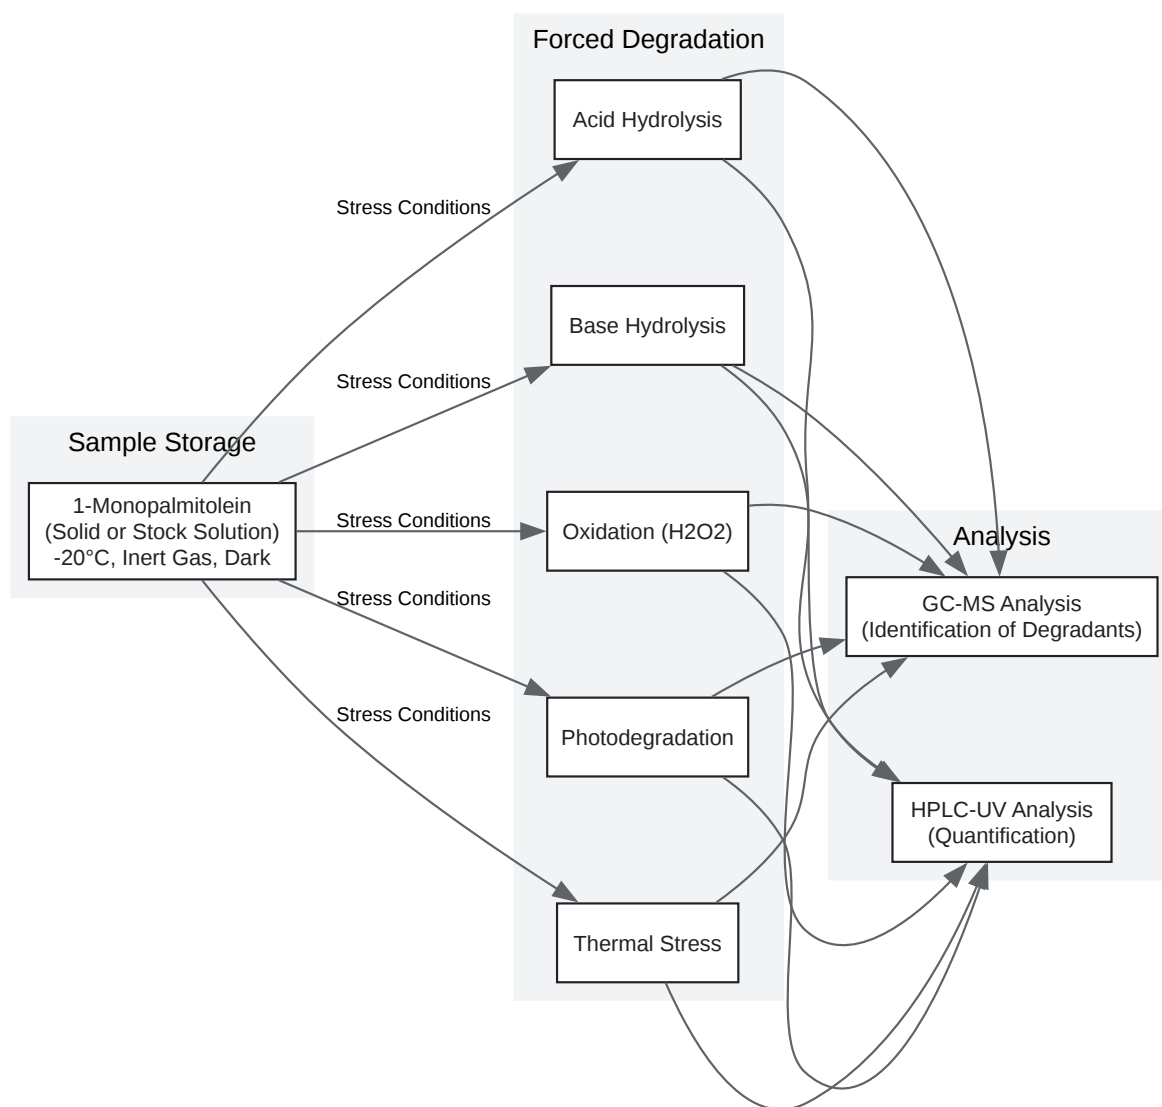 Forced Degradation
Acid Hydrolysis
Stress Conditions
Base Hydrolysis
Stress Conditions
Sample Storage
1-Monopalmitolein
(Solid or Stock Solution)
-20°C, Inert Gas, Dark
Stress Conditions
Oxidation (H2O2)
Analysis
GC-MS Analysis
(Identification of Degradants)
Stress Conditions
Photodegradation
Stress Conditions
HPLC-UV Analysis
(Quantification)
Thermal Stress